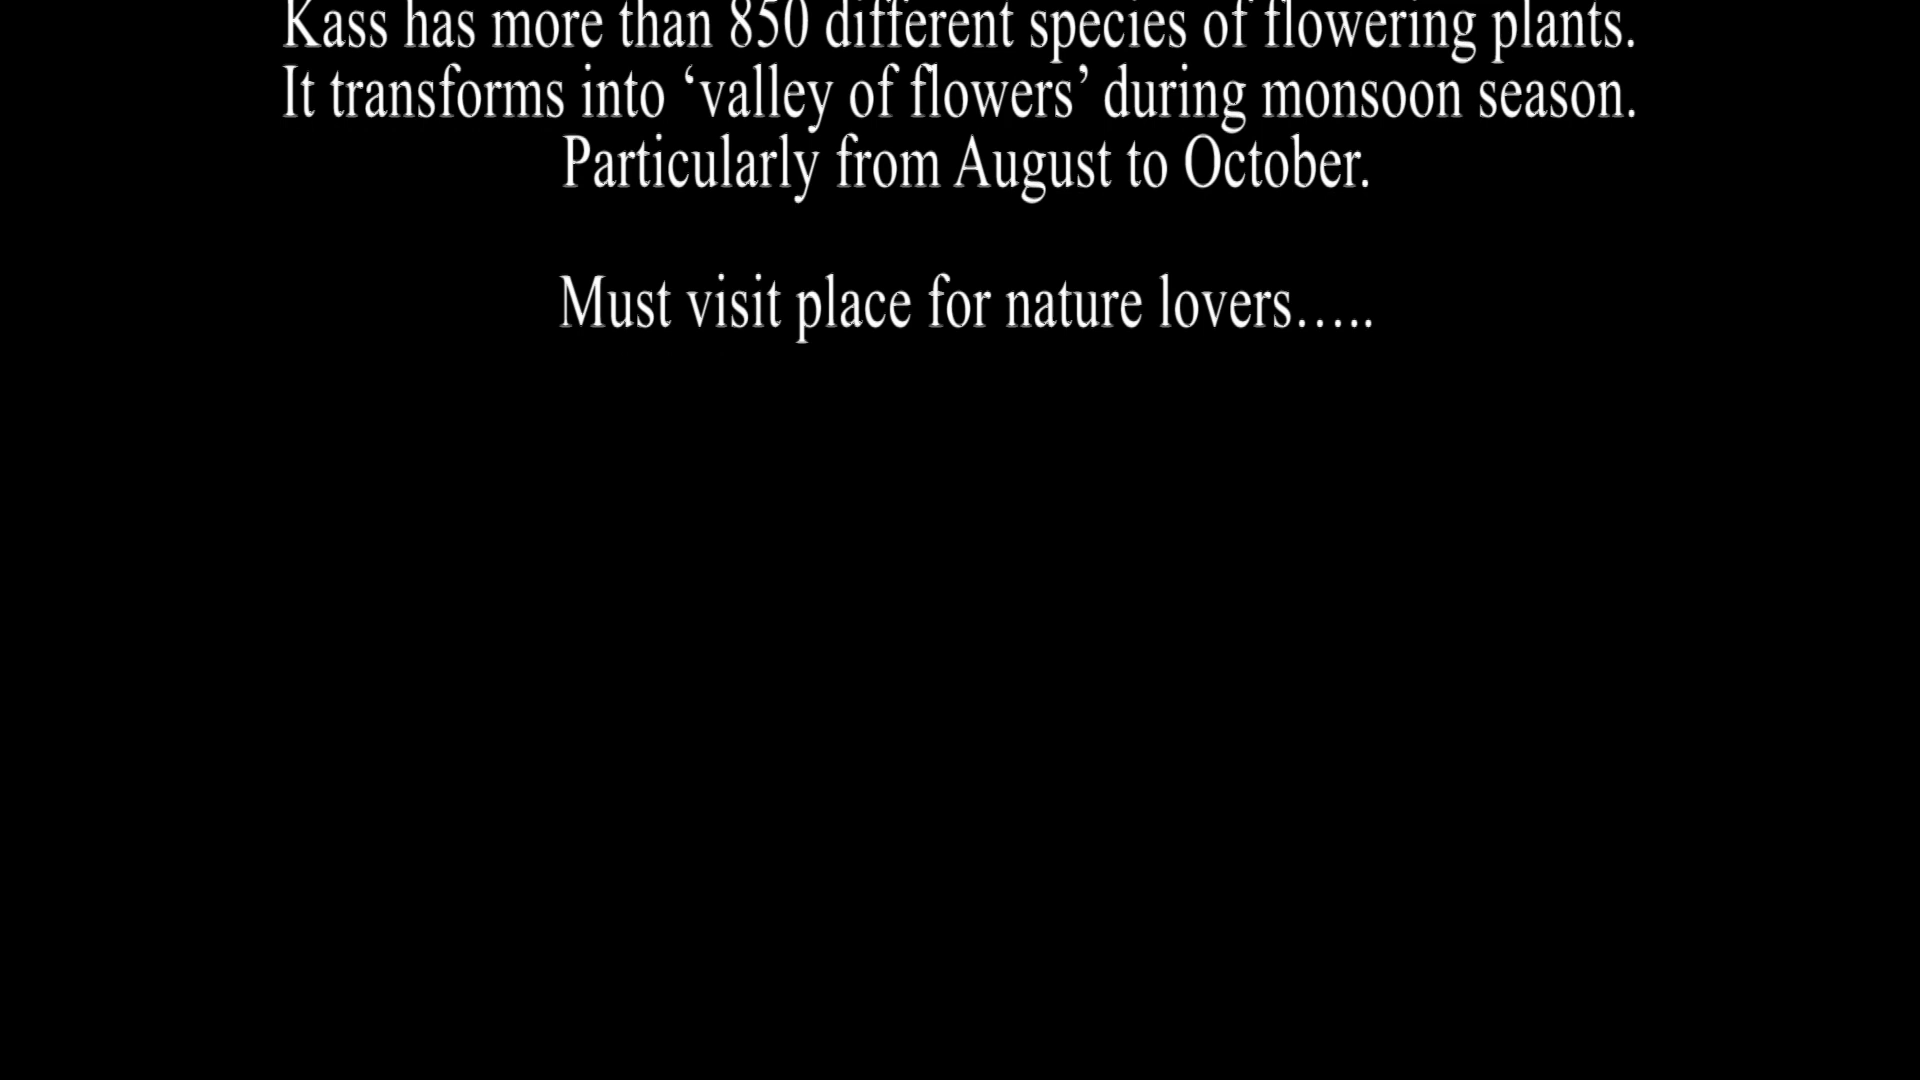 Kass has more than 850 different species of flowering plants.
It transforms into ‘valley of flowers’ during monsoon season.
Particularly from August to October.
Must visit place for nature lovers…..